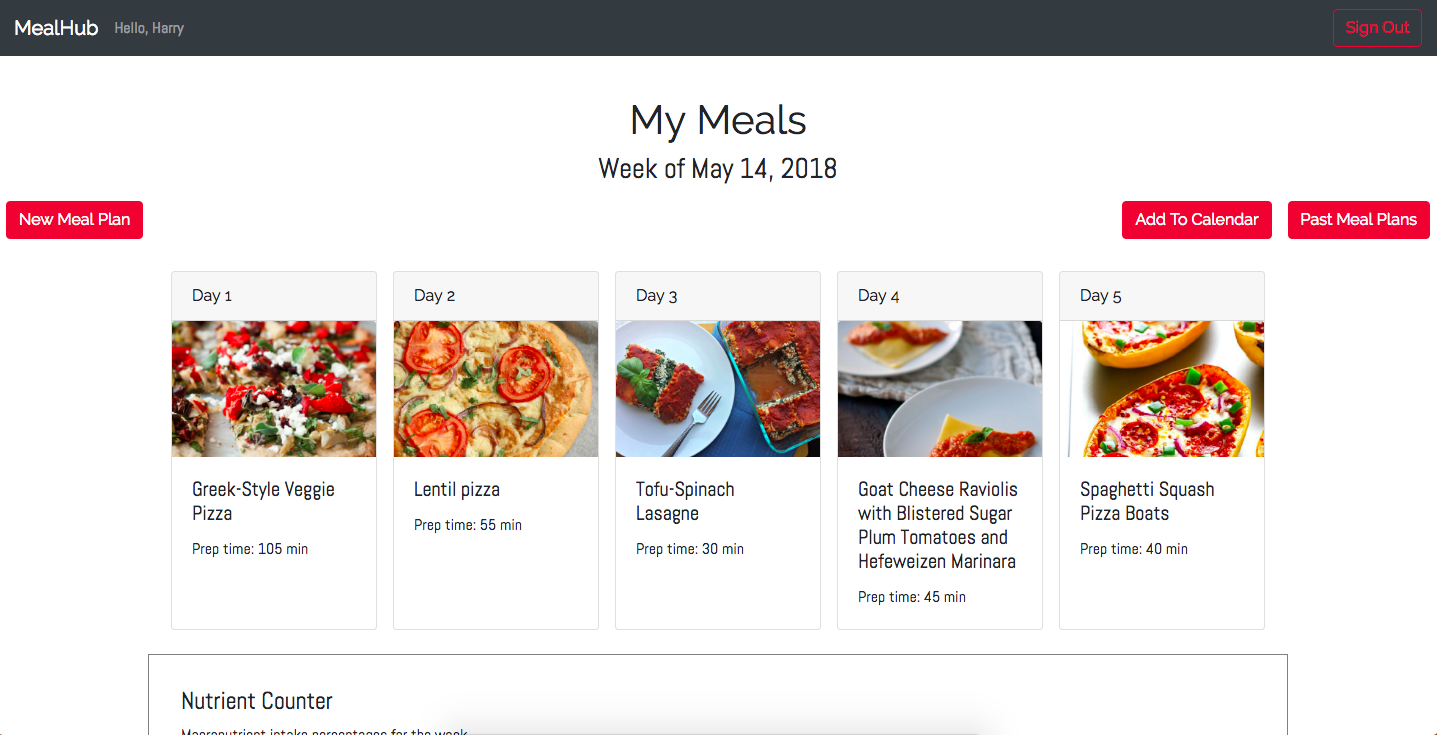 MealHub Hello, Harry Sign Out
My Meals
Week of May 14, 2018
New Meal Plan Add To Calendar Past Meal Plans
Day 1
Greek-Style Veggie
Pizza
Prep time: 105 min
Day 2
Lentil pizza
Prep time: 55 min
Day 3
Tofu-Spinach
Lasagne
Prep time: 30 min
Day 4
Goat Cheese Raviolis
with Blistered Sugar
Plum Tomatoes and
Hefeweizen Marinara
Prep time: 45 min
Day 5
Spaghetti Squash
Pizza Boats
Prep time: 40 min
Nutrient Counter
Macronutrient intake percentages for the week